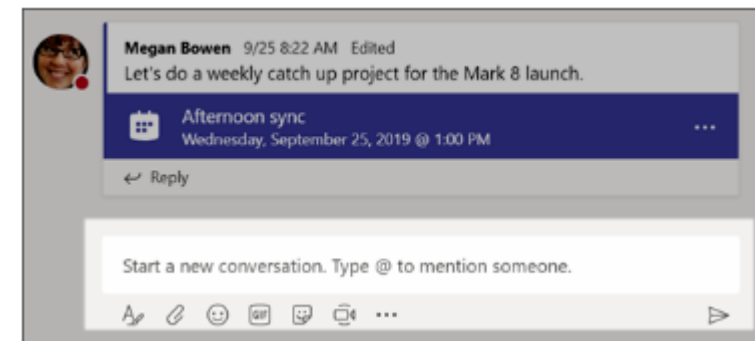 Megan Bowen 9/25 8:22 AM Edited
Let's do a weekly catch up project for the Mark 8 launch.
Afternoon sync
Wednesday, September 25, 2019 @ 1:00 PM
Reply
Start a new conversation. Type @ to mention someone.
GIF